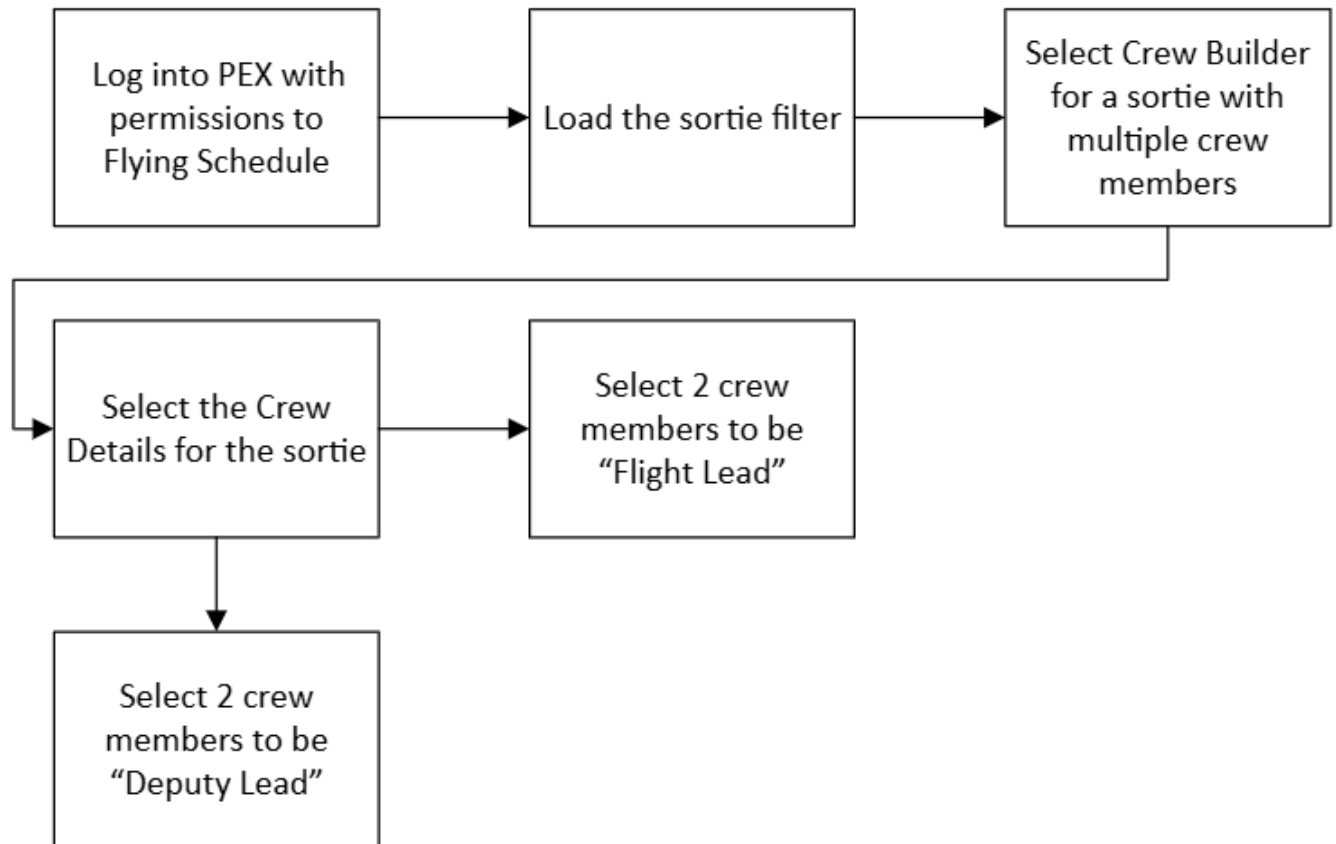 Log into PEX with
permissions to
Flying Schedule
Load the sortie filter
Select Crew Builder
for a sortie with
multiple crew
members
Select the Crew
Details for the sortie
Select 2 crew
members to be
“Flight Lead”
Select 2 crew
members to be
“Deputy Lead”